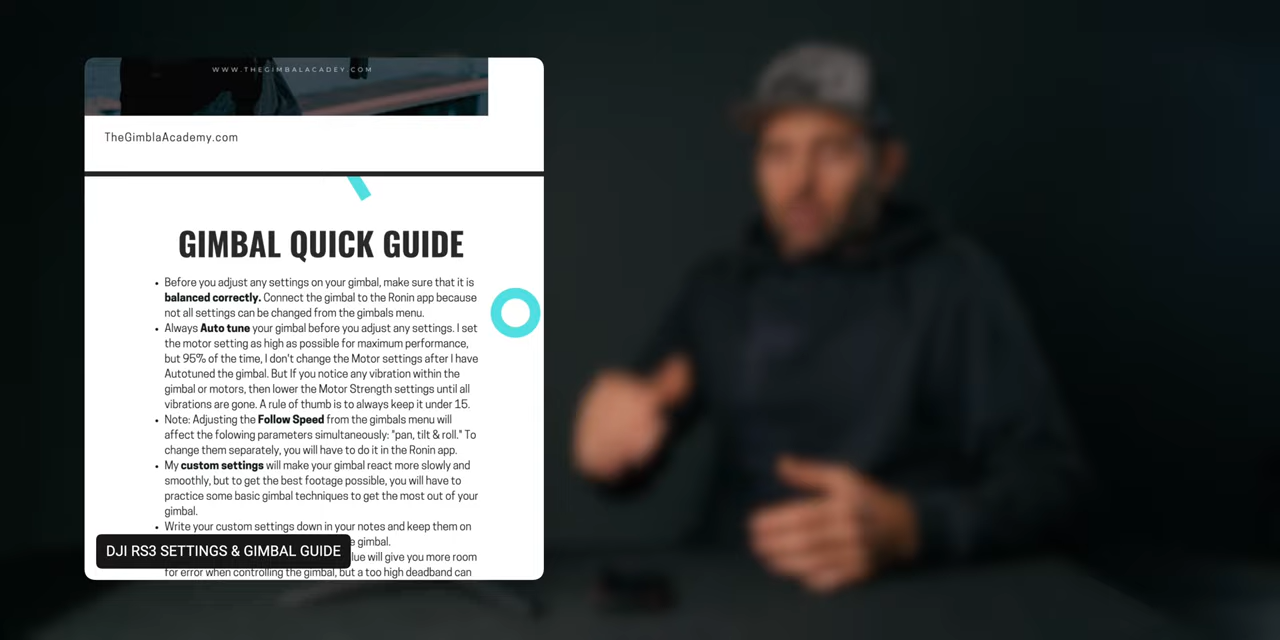 WWW.THEGIMBALACADEY.COM
TheGimblaAcademy.com
GIMBAL QUICK GUIDE
• Before you adjust any settings on your gimbal, make sure that it is
balanced correctly. Connect the gimbal to the Ronin app because
not all settings can be changed from the gimbals menu.
• Always Auto tune your gimbal before you adjust any settings. I set
the motor setting as high as possible for maximum performance,
but 95% of the time, I don't change the Motor settings after I have
Autotuned the gimbal. But If you notice any vibration within the
gimbal or motors, then lower the Motor Strength settings until all
vibrations are gone. A rule of thumb is to always keep it under 15.
• Note: Adjusting the Follow Speed from the gimbals menu will
affect the folowing parameters simultaneously: "pan, tilt & roll." To
change them separately, you will have to do it in the Ronin app.
• My custom settings will make your gimbal react more slowly and
smoothly, but to get the best footage possible, you will have to
practice some basic gimbal techniques to get the most out of your
gimbal.
• Write your custom settings down in your notes and keep them on
gimbal.
will give you more room
for error when controlling the gimbal, but a too high deadband can
DJI RS3 SETTINGS & GIMBAL GUIDE